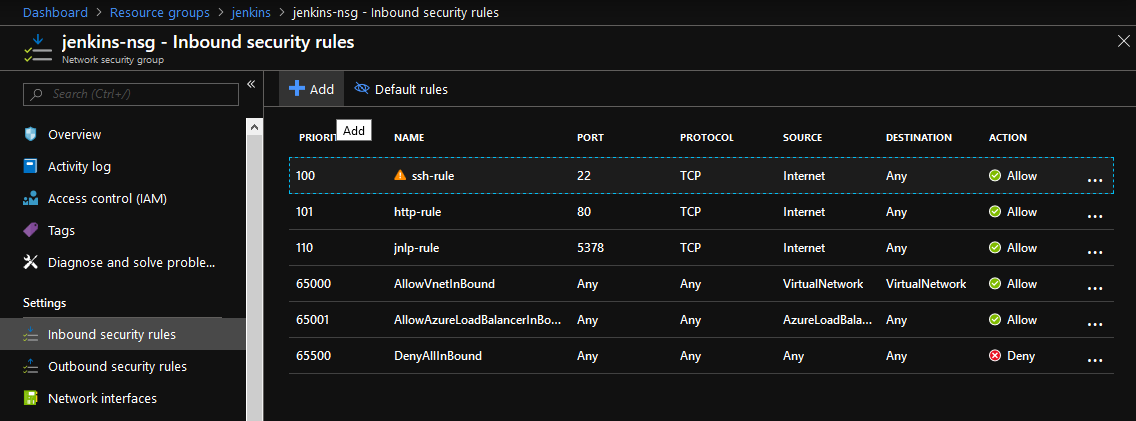 Dashboard > Resource groups > jenkins > jenkins-nsg - Inbound security rules
jenkins-nsg - Inbound security rules
Network security group
Search (Ctrl+/)
Overview
Activity log
Access control (IAM)
Tags
Diagnose and solve proble...
Settings
Inbound security rules
Outbound security rules
Network interfaces
Add Default rules
Add
PRIORIT NAME PORT PROTOCOL SOURCE DESTINATION ACTION
100 ssh-rule 22 TCP Internet Any Allow ...
101 http-rule 80 TCP Internet Any Allow ...
110 jnlp-rule 5378 TCP Internet Any Allow ...
65000 AllowVnetInBound Any Any VirtualNetwork VirtualNetwork Allow ...
65001 AllowAzureLoadBalancerInBo... Any Any AzureLoadBala... Any Allow ...
65500 DenyAllInBound Any Any Any Any Deny ...